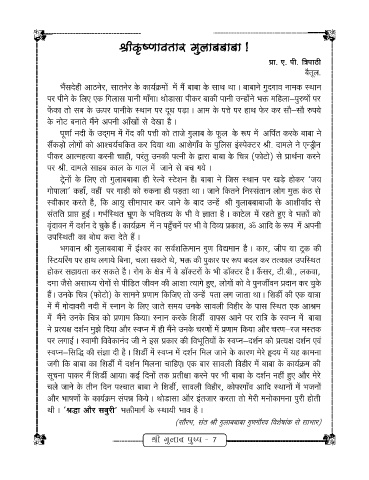 श्रीकृष्णावतार गुलाबबाबा !
प्रा. ए. पी. त्रिपाठी
बैतूल.
भैंसदेही आठनेर, सातनेर के कार्यक्रमों में मैं बाबा के साथ था । बाबाने गुदगाव नामक स्थान
पर पीने के लिए एक गिलास पानी माँगा। थोडासा पीकर बाकी पानी उन्होंने भक्त महिला–पुरुषों पर
फेंका तो सब के ऊपर पानीके स्थान पर दूध पडा । आम के पत्ते पर हाथ फेर कर सौ–सौ रुपये
के नोट बनाते मैंने अपनी आँखों से देखा है ।
पूर्णा नदी के उद्गम में गेंद की पत्ती को ताजे गुलाब के फूल के रूप में अर्पित करके बाबा ने
सैंकडो लोगों को आश्चर्यचकित कर दिया था। आशेगाँव के पुलिस इंस्पेक्टर श्री. दामले ने एन्ड्रीन
पीकर आत्महत्या करनी चाही, परंतु उनकी पत्नी के द्वारा बाबा के चित्र (फोटो) से प्रार्थना करने
पर श्री. दामले साहब काल के गाल में जाने से बच गये ।
ट्रेनों के लिए तो गुलाबबाबा ही रेल्वे स्टेशन हैं। बाबा ने जिस स्थान पर खडे होकर 'जय
गोपाला' कहाँ, वहीं पर गाडी को रुकना ही पडता था । जाने कितने निस्संतान लोग मुक्त कंठ से
स्वीकार करते है, कि आयु सीमापार कर जाने के बाद उन्हें श्री गुलाबबाबाजी के आशीर्वाद से
संतति प्राप्त हुई । गर्भस्थित भ्रूण के भवितव्य के भी वे ज्ञाता है । काटेल में रहते हुए वे भक्तों को
वृंदावन में दर्शन दे चुके हैं। कार्यक्रम में न पहुँचने पर भी वे दिव्य प्रकाश, ॐ आदि के रूप में अपनी
उपस्थिती का बोध करा देते हैं ।
भगवान श्री गुलाबबाबा में ईश्वर का सर्वशक्तिमान गुण विद्यमान है । कार, जीप या ट्रक की
स्टियरिंग पर हाथ लगाये बिना, चला सकते थे, भक्त की पुकार पर रूप बदल कर तत्काल उपस्थित
होकर सहायता कर सकते है । रोग के क्षेत्र में वे डॉक्टरों के भी डॉक्टर है । कैंसर, टी.बी., लकवा,
दमा जैसे असाध्य रोगों से पीडित जीवन की आशा त्यागे हुए, लोगों को वे पुनर्जीवन प्रदान कर चुके
हैं। उनके चित्र (फोटो) के सामने प्रणाम किजिए तो उन्हें पता लग जाता था । शिर्डी की एक यात्रा
में मैं गोदावरी नदी में स्नान के लिए जाते समय उनके सावली विहीर के पास स्थित एक आश्रम
में मैंने उनके चित्र को प्रणाम किया। स्नान करके शिर्डी वापस आने पर रात्रि के स्वप्न में बाबा
ने प्रत्यक्ष दर्शन मुझे दिया और स्वप्न में ही मैंने उनके चरणों में प्रणाम किया और चरण–रज मस्तक
पर लगाई । स्वामी विवेकानंद जी ने इस प्रकार की विभूतियों के स्वप्न–दर्शन को प्रत्यक्ष दर्शन एवं
स्वप्न–सिद्धि की संज्ञा दी है । शिर्डी में स्वप्न में दर्शन मिल जाने के कारण मेरे हृदय में यह कामना
जगी कि बाबा का शिर्डी में दर्शन मिलना चाहिए। एक बार सावली विहीर में बाबा के कार्यक्रम की
सूचना पाकर मैं शिर्डी आया। कई दिनों तक प्रतीक्षा करने पर भी बाबा के दर्शन नहीं हुए और मेरे
चले जाने के तीन दिन पश्चात बाबा ने शिर्डी, सावली विहीर, कोपरगाँव आदि स्थानों में भजनों
और भाषणों के कार्यक्रम संपन्न किये । थोडासा और इंतजार करता तो मेरी मनोकामना पुरी होती
थी । 'श्रद्धा और सबुरी' भक्तीमार्ग के स्थायी भाव है ।
(सौरभ, संत श्री गुलाबबाबा गुणगौरव विशेषांक से साभार)
श्री गुलाब पुष्प - 7